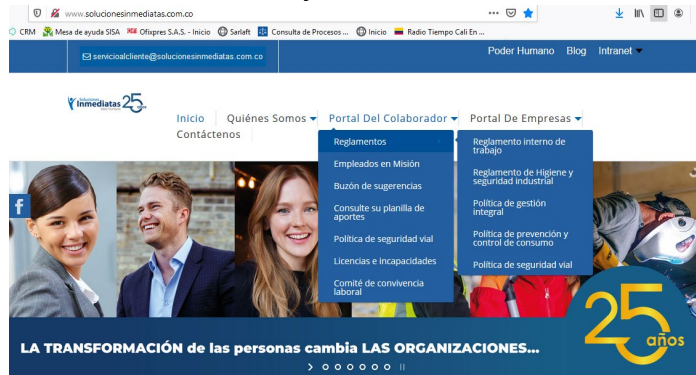 www.solucionesinmediatas.com.co
CRM Mesa de ayuda SISA Ofixpres S.A.S. - Inicio Sarlaft Consulta de Procesos ... Inicio Radio Tiempo Cali En ...
servicioalcliente@solucionesinmediatas.com.co
Poder Humano Blog Intranet
Soluciones
Inmediatas 25 años
Inicio Quiénes Somos Portal Del Colaborador Portal De Empresas
Contáctenos
Reglamentos
Empleados en Misión
Buzón de sugerencias
Consulte su planilla de
aportes
Política de seguridad vial
Licencias e incapacidades
Comité de convivencia
laboral
Reglamento interno de
trabajo
Reglamento de Higiene y
seguridad industrial
Política de gestión
integral
Política de prevención y
control de consumo
Política de seguridad vial
f
25
años
LA TRANSFORMACIÓN de las personas cambia LAS ORGANIZACIONES...